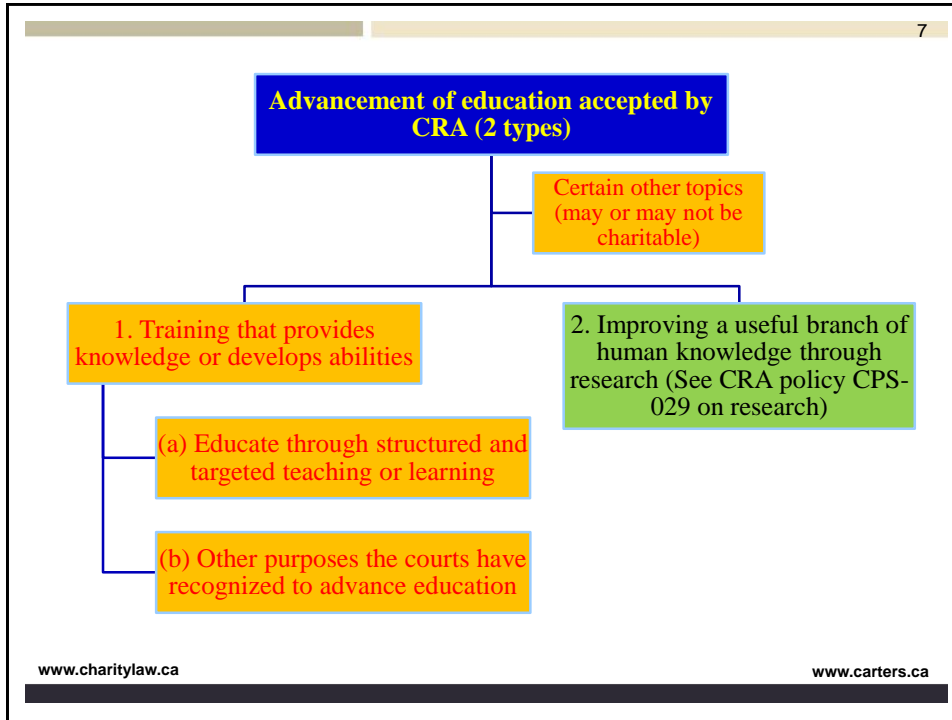 7
Advancement of education accepted by
CRA (2 types)
Certain other topics
(may or may not be
charitable)
1. Training that provides
knowledge or develops abilities
2. Improving a useful branch of
human knowledge through
research (See CRA policy CPS-
029 on research)
(a) Educate through structured and
targeted teaching or learning
(b) Other purposes the courts have
recognized to advance education
www.charitylaw.ca
www.carters.ca